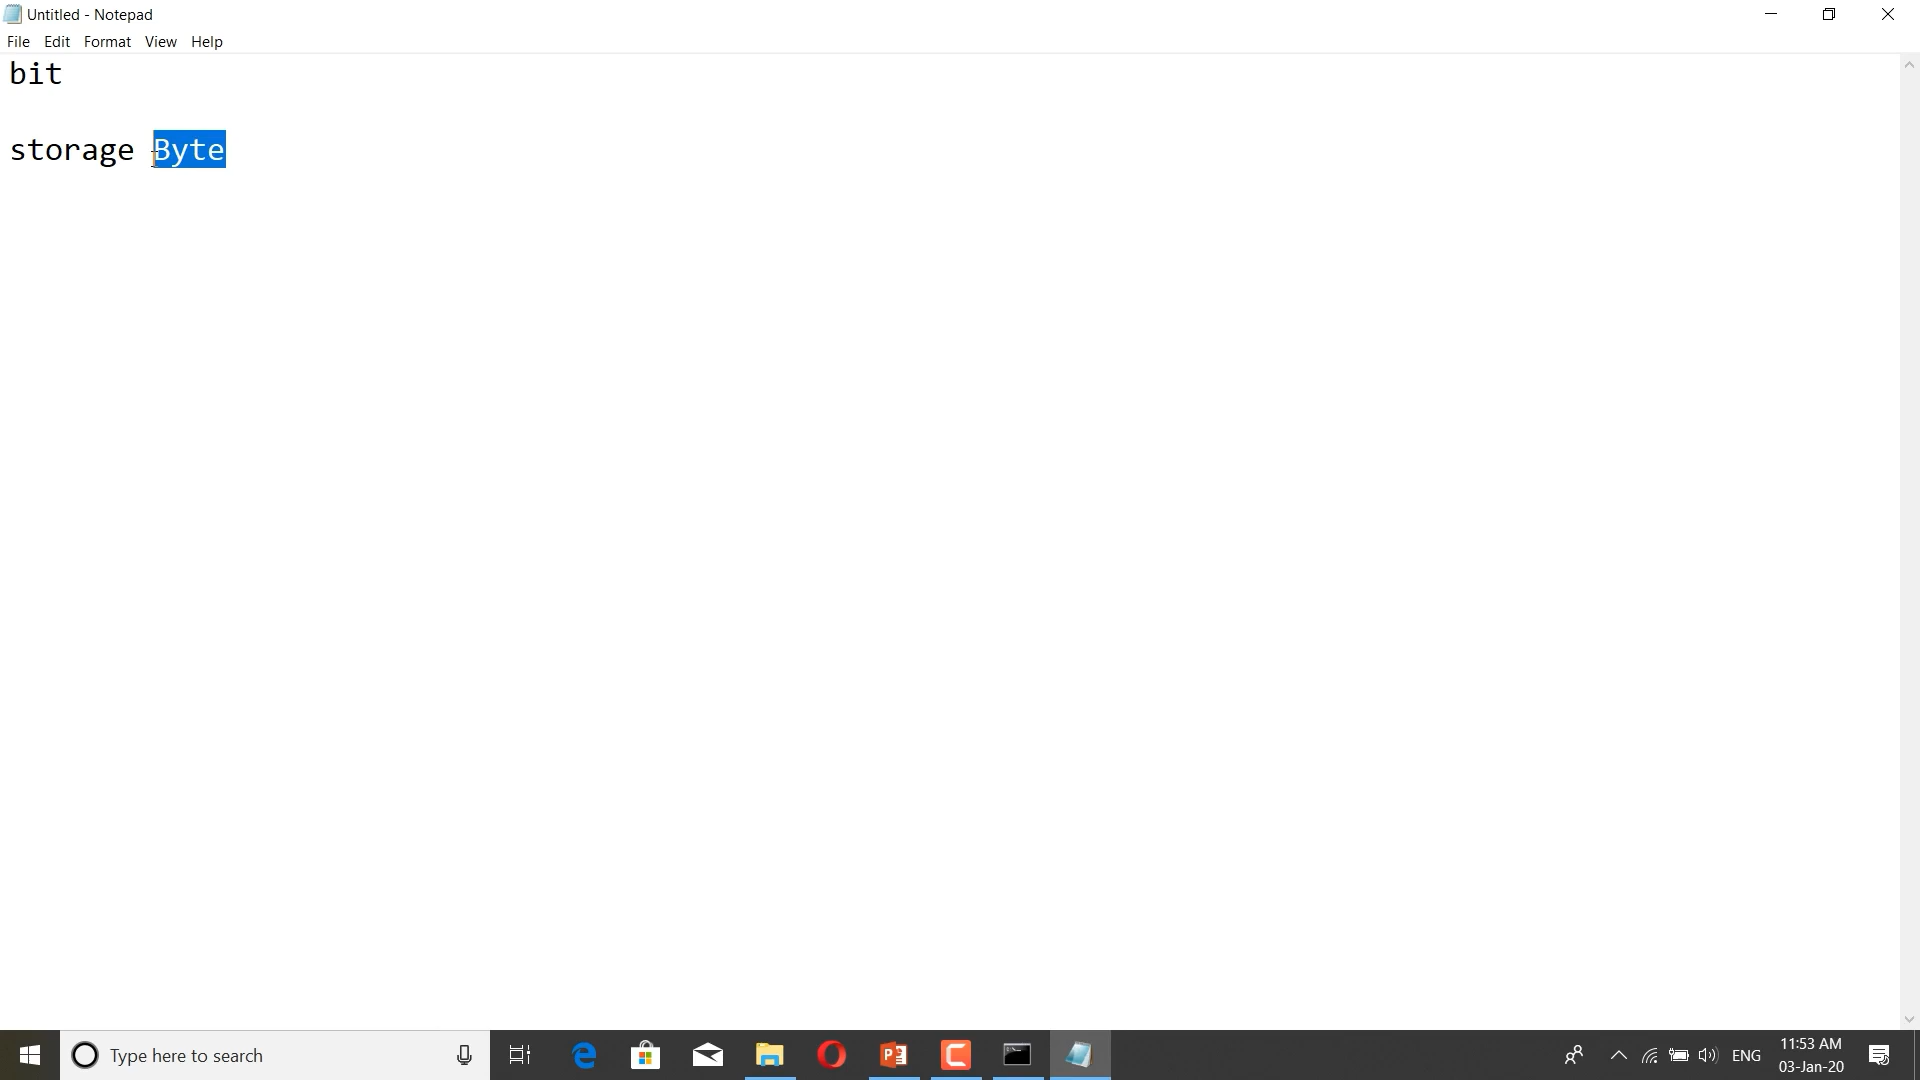 Untitled - Notepad
File Edit Format View Help
bit
storage Byte
Type here to search
ENG
11:53 AM
03-Jan-20